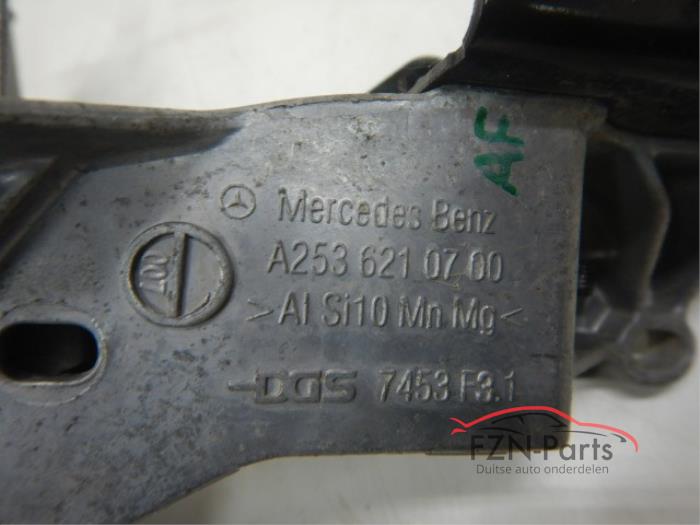 AF
Mercedes Benz
A253 621 07 00
>Al Si10 Mn Mg<
DGS 7453 F3.1
007
FZN-Parts
Duitse auto onderdelen